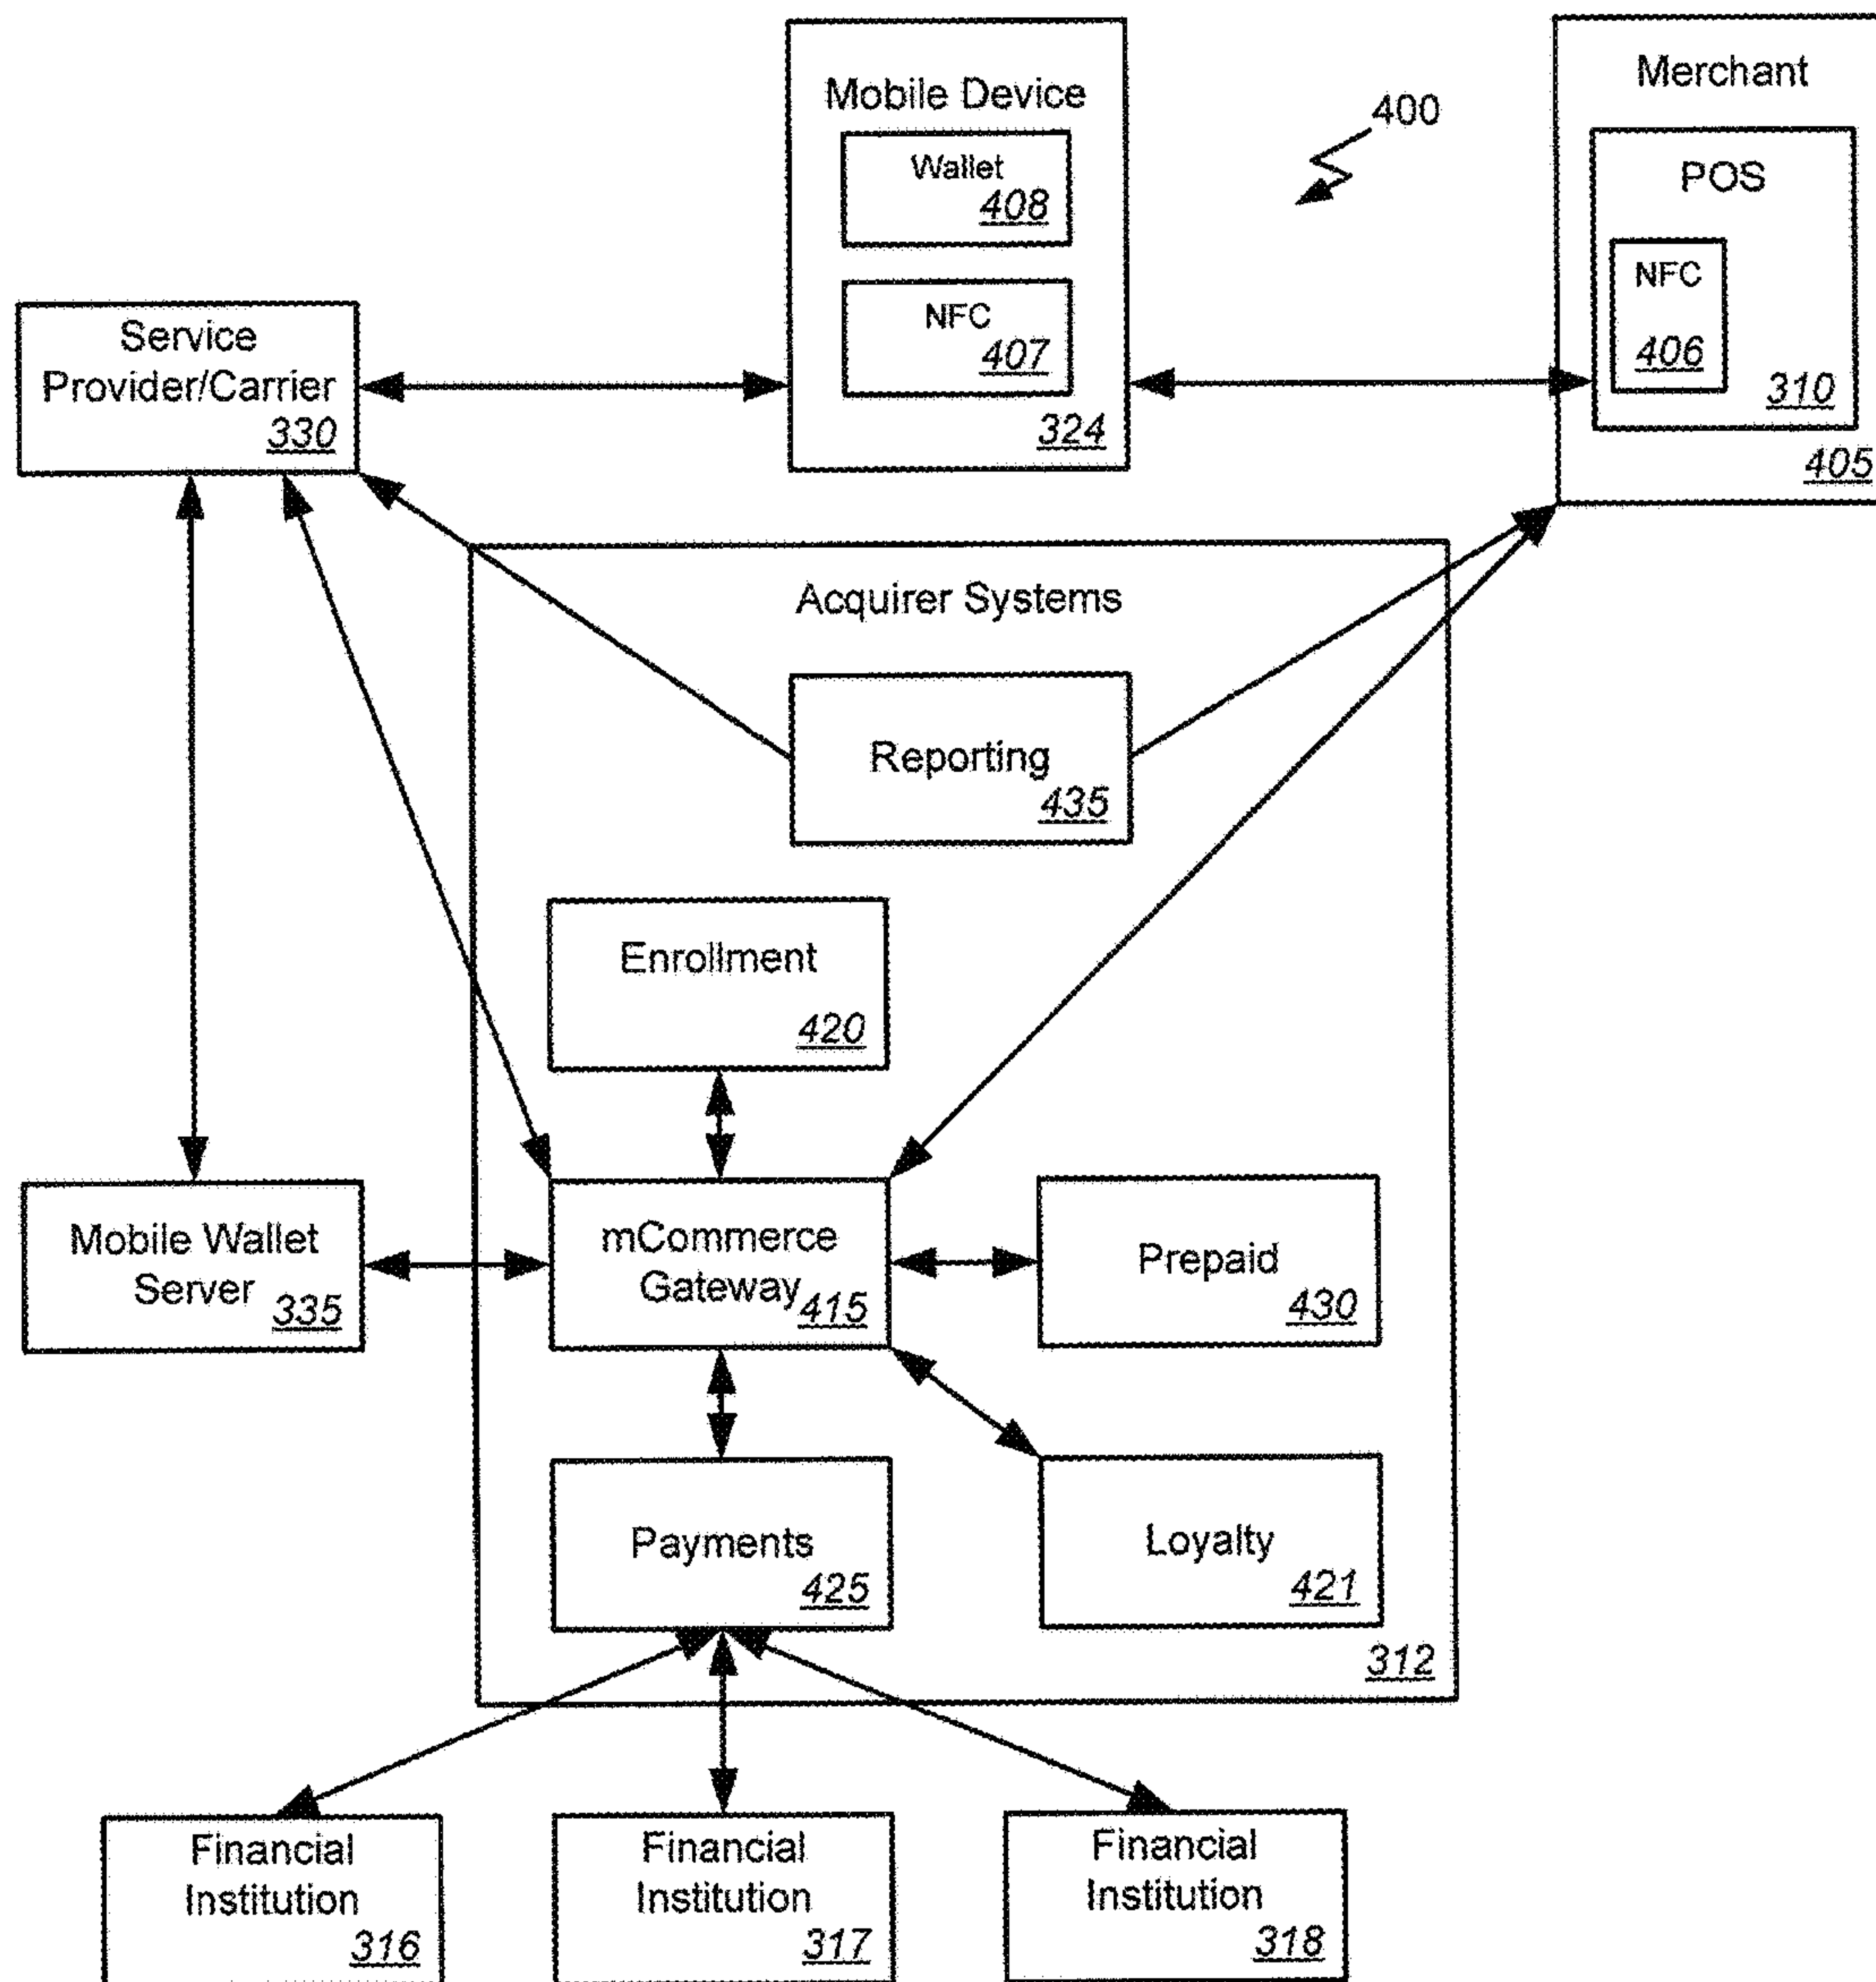 Mobile Device
Wallet
408
NFC
407
324
400
Merchant
POS
NFC
406
310
405
Service
Provider/Carrier
330
Acquirer Systems
Reporting
435
Enrollment
420
Mobile Wallet
Server
335
mCommerce
Gateway
415
Prepaid
430
Payments
425
Loyalty
421
312
Financial
Institution
316
Financial
Institution
317
Financial
Institution
318